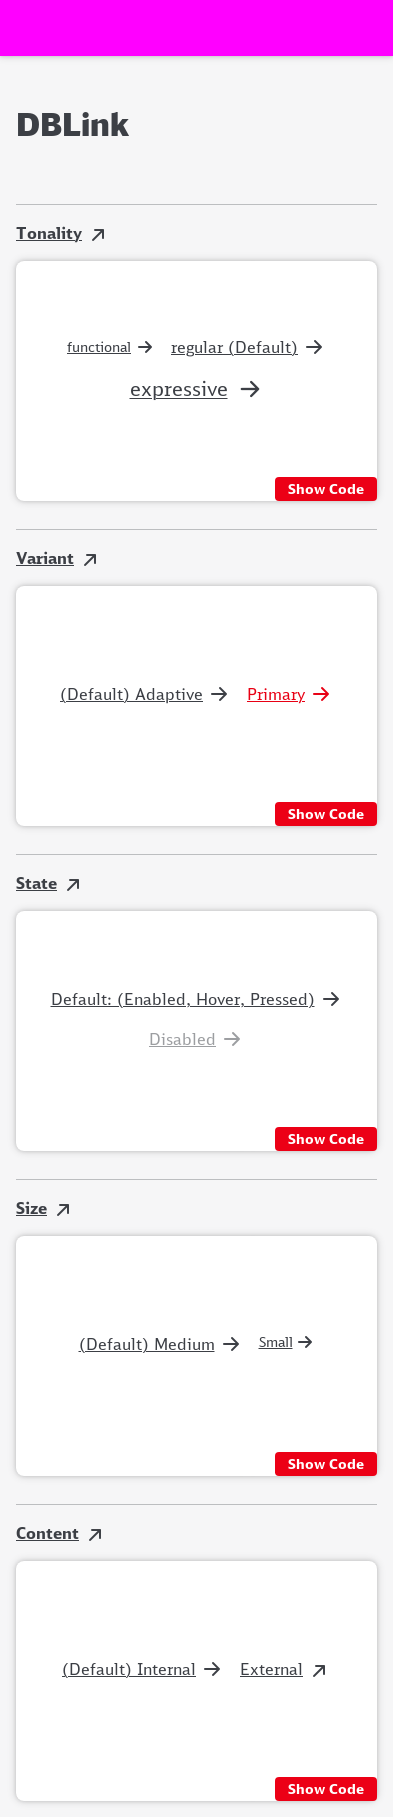 DBLink
Tonality
functional regular (Default)
expressive
Show Code
Variant
(Default) Adaptive Primary
Show Code
State
Default: (Enabled, Hover, Pressed)
Disabled
Show Code
Size
(Default) Medium Small
Show Code
Content
(Default) Internal External
Show Code